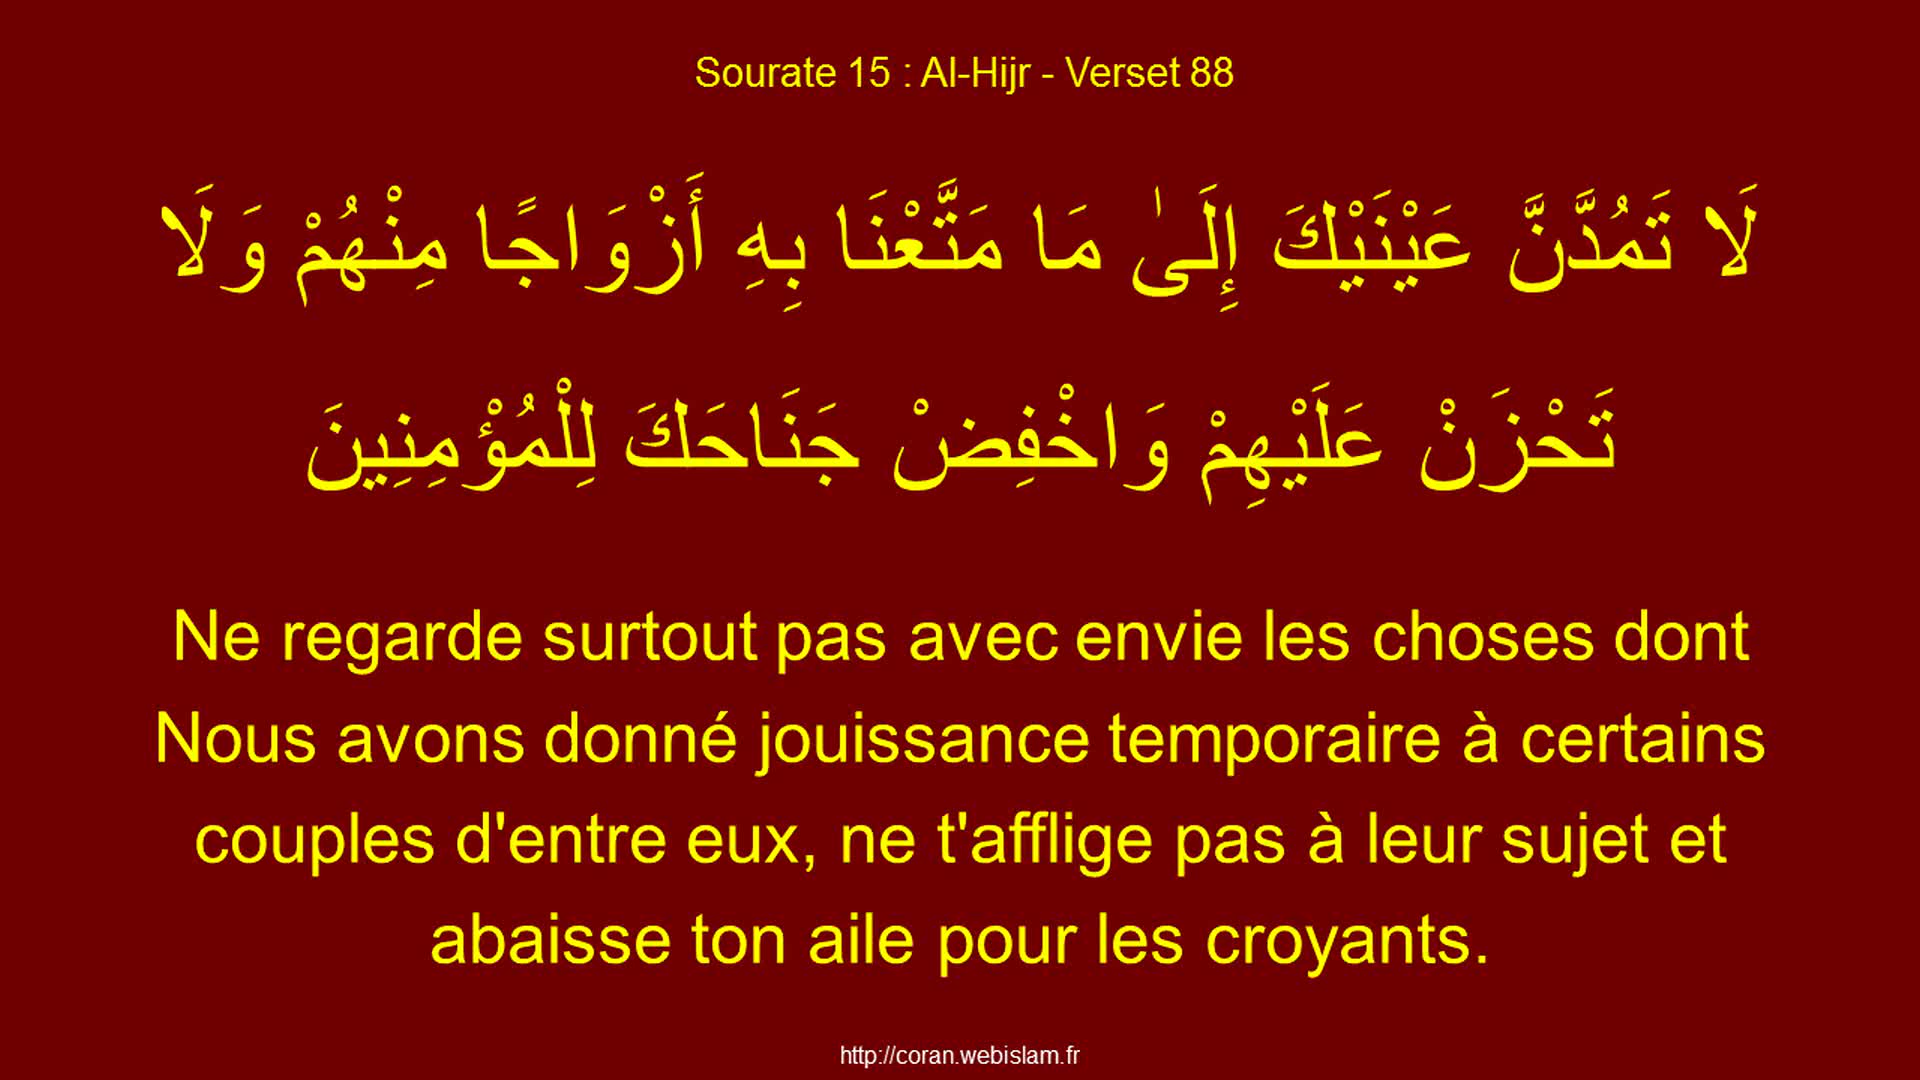 Sourate 15 : Al-Hijr - Verset 88
لَا تَمُدَّنَّ عَيْنَيْكَ إِلَىٰ مَا مَتَّعْنَا بِهِ أَزْوَاجًا مِنْهُمْ وَلَا
تَحْزَنْ عَلَيْهِمْ وَاخْفِضْ جَنَاحَكَ لِلْمُؤْمِنِينَ
Ne regarde surtout pas avec envie les choses dont
Nous avons donné jouissance temporaire à certains
couples d'entre eux, ne t'afflige pas à leur sujet et
abaisse ton aile pour les croyants.
http://coran.webislam.fr